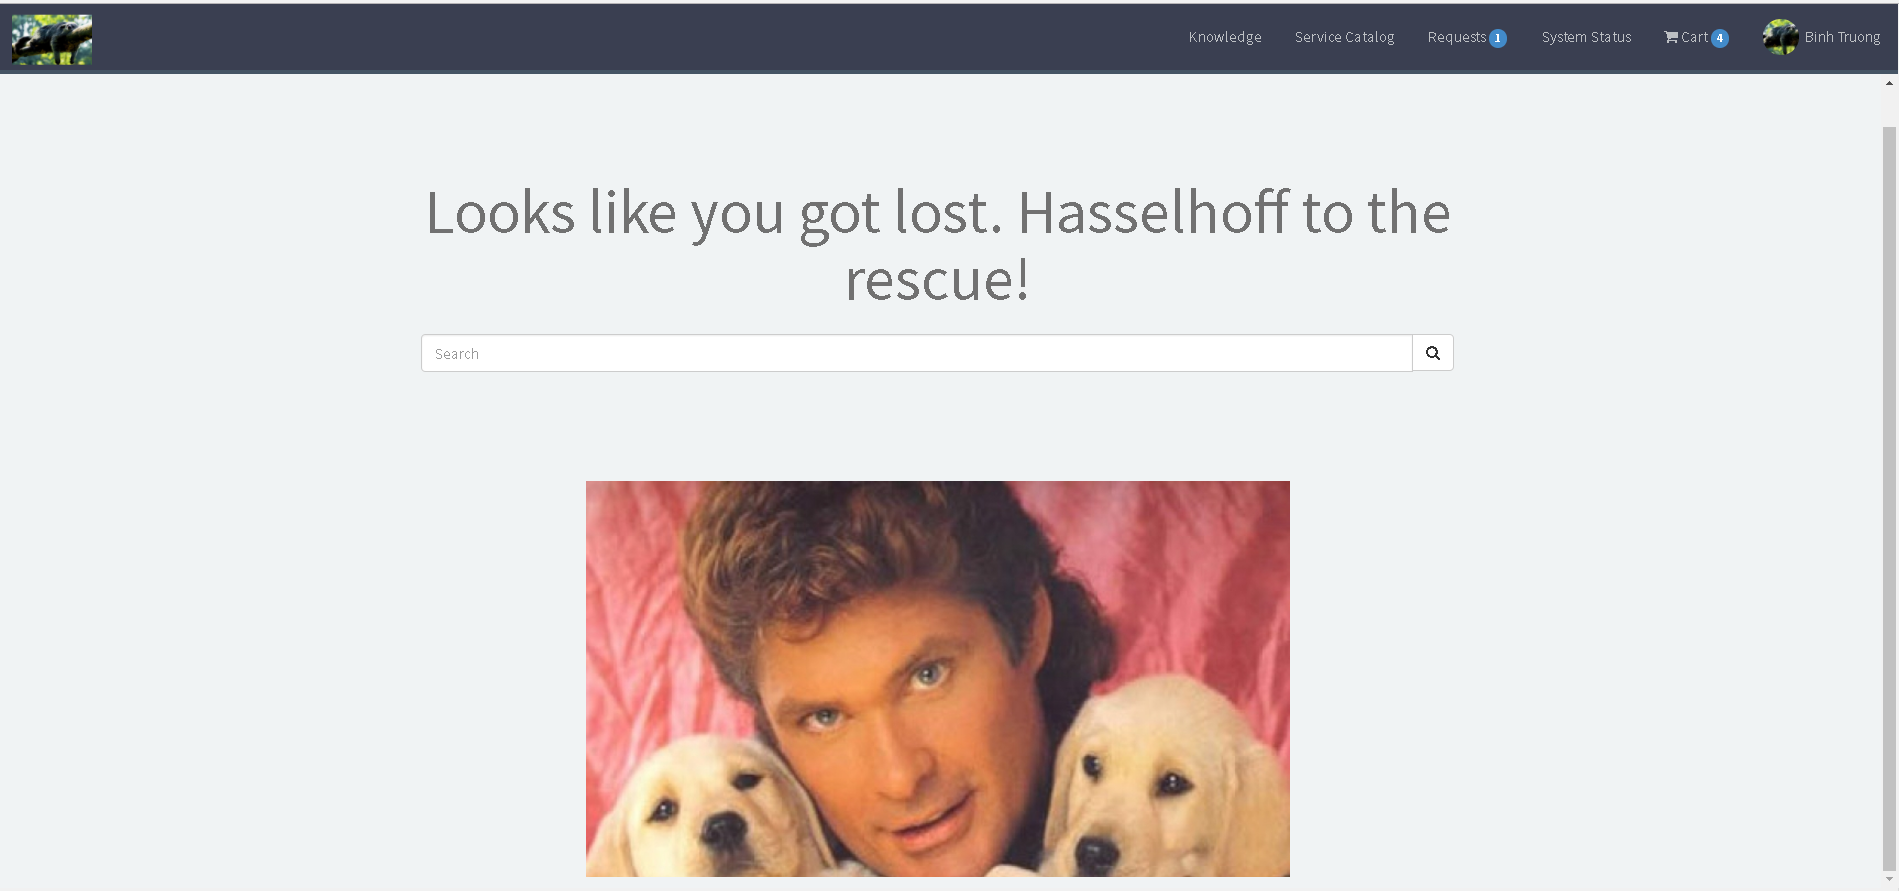 Knowledge
Service Catalog
Requests 1
System Status
Cart 4
Binh Truong
Looks like you got lost. Hasselhoff to the
rescue!
Search